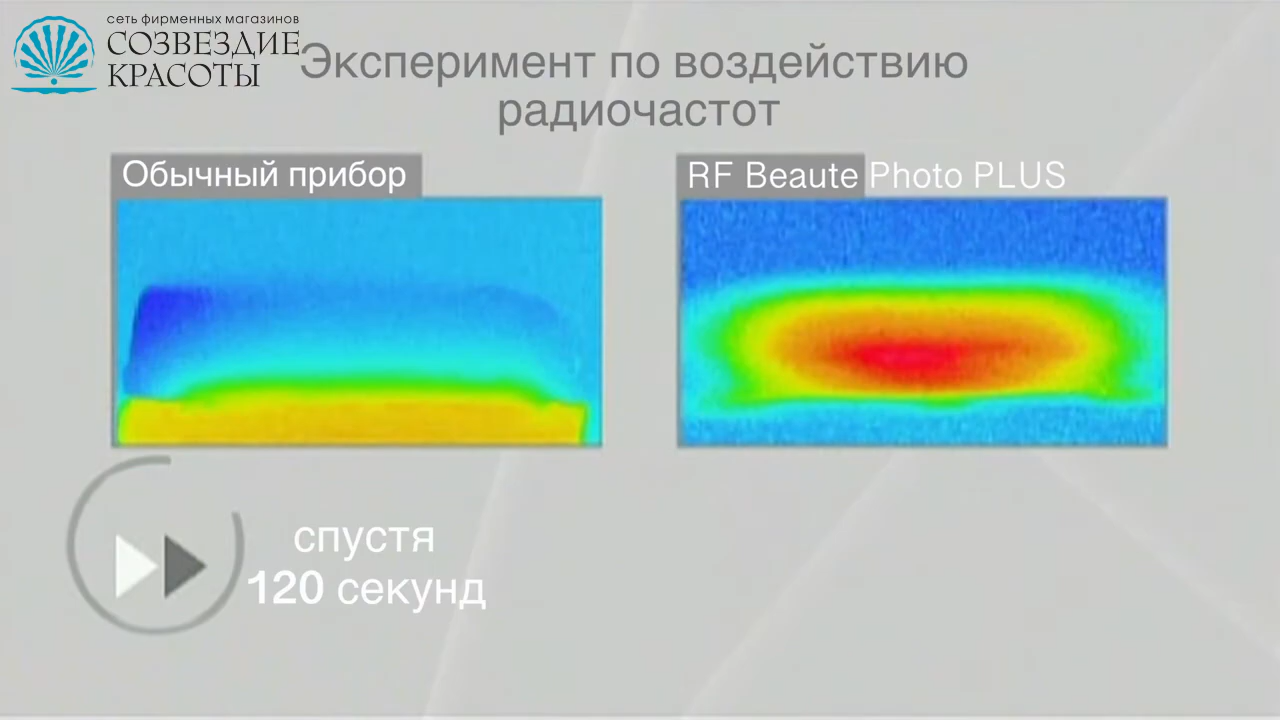 сеть фирменных магазинов
СОЗВЕЗДИЕ
КРАСОТЫ
Эксперимент по воздействию
радиочастот
Обычный прибор
RF Beaute Photo PLUS
спустя
120 секунд